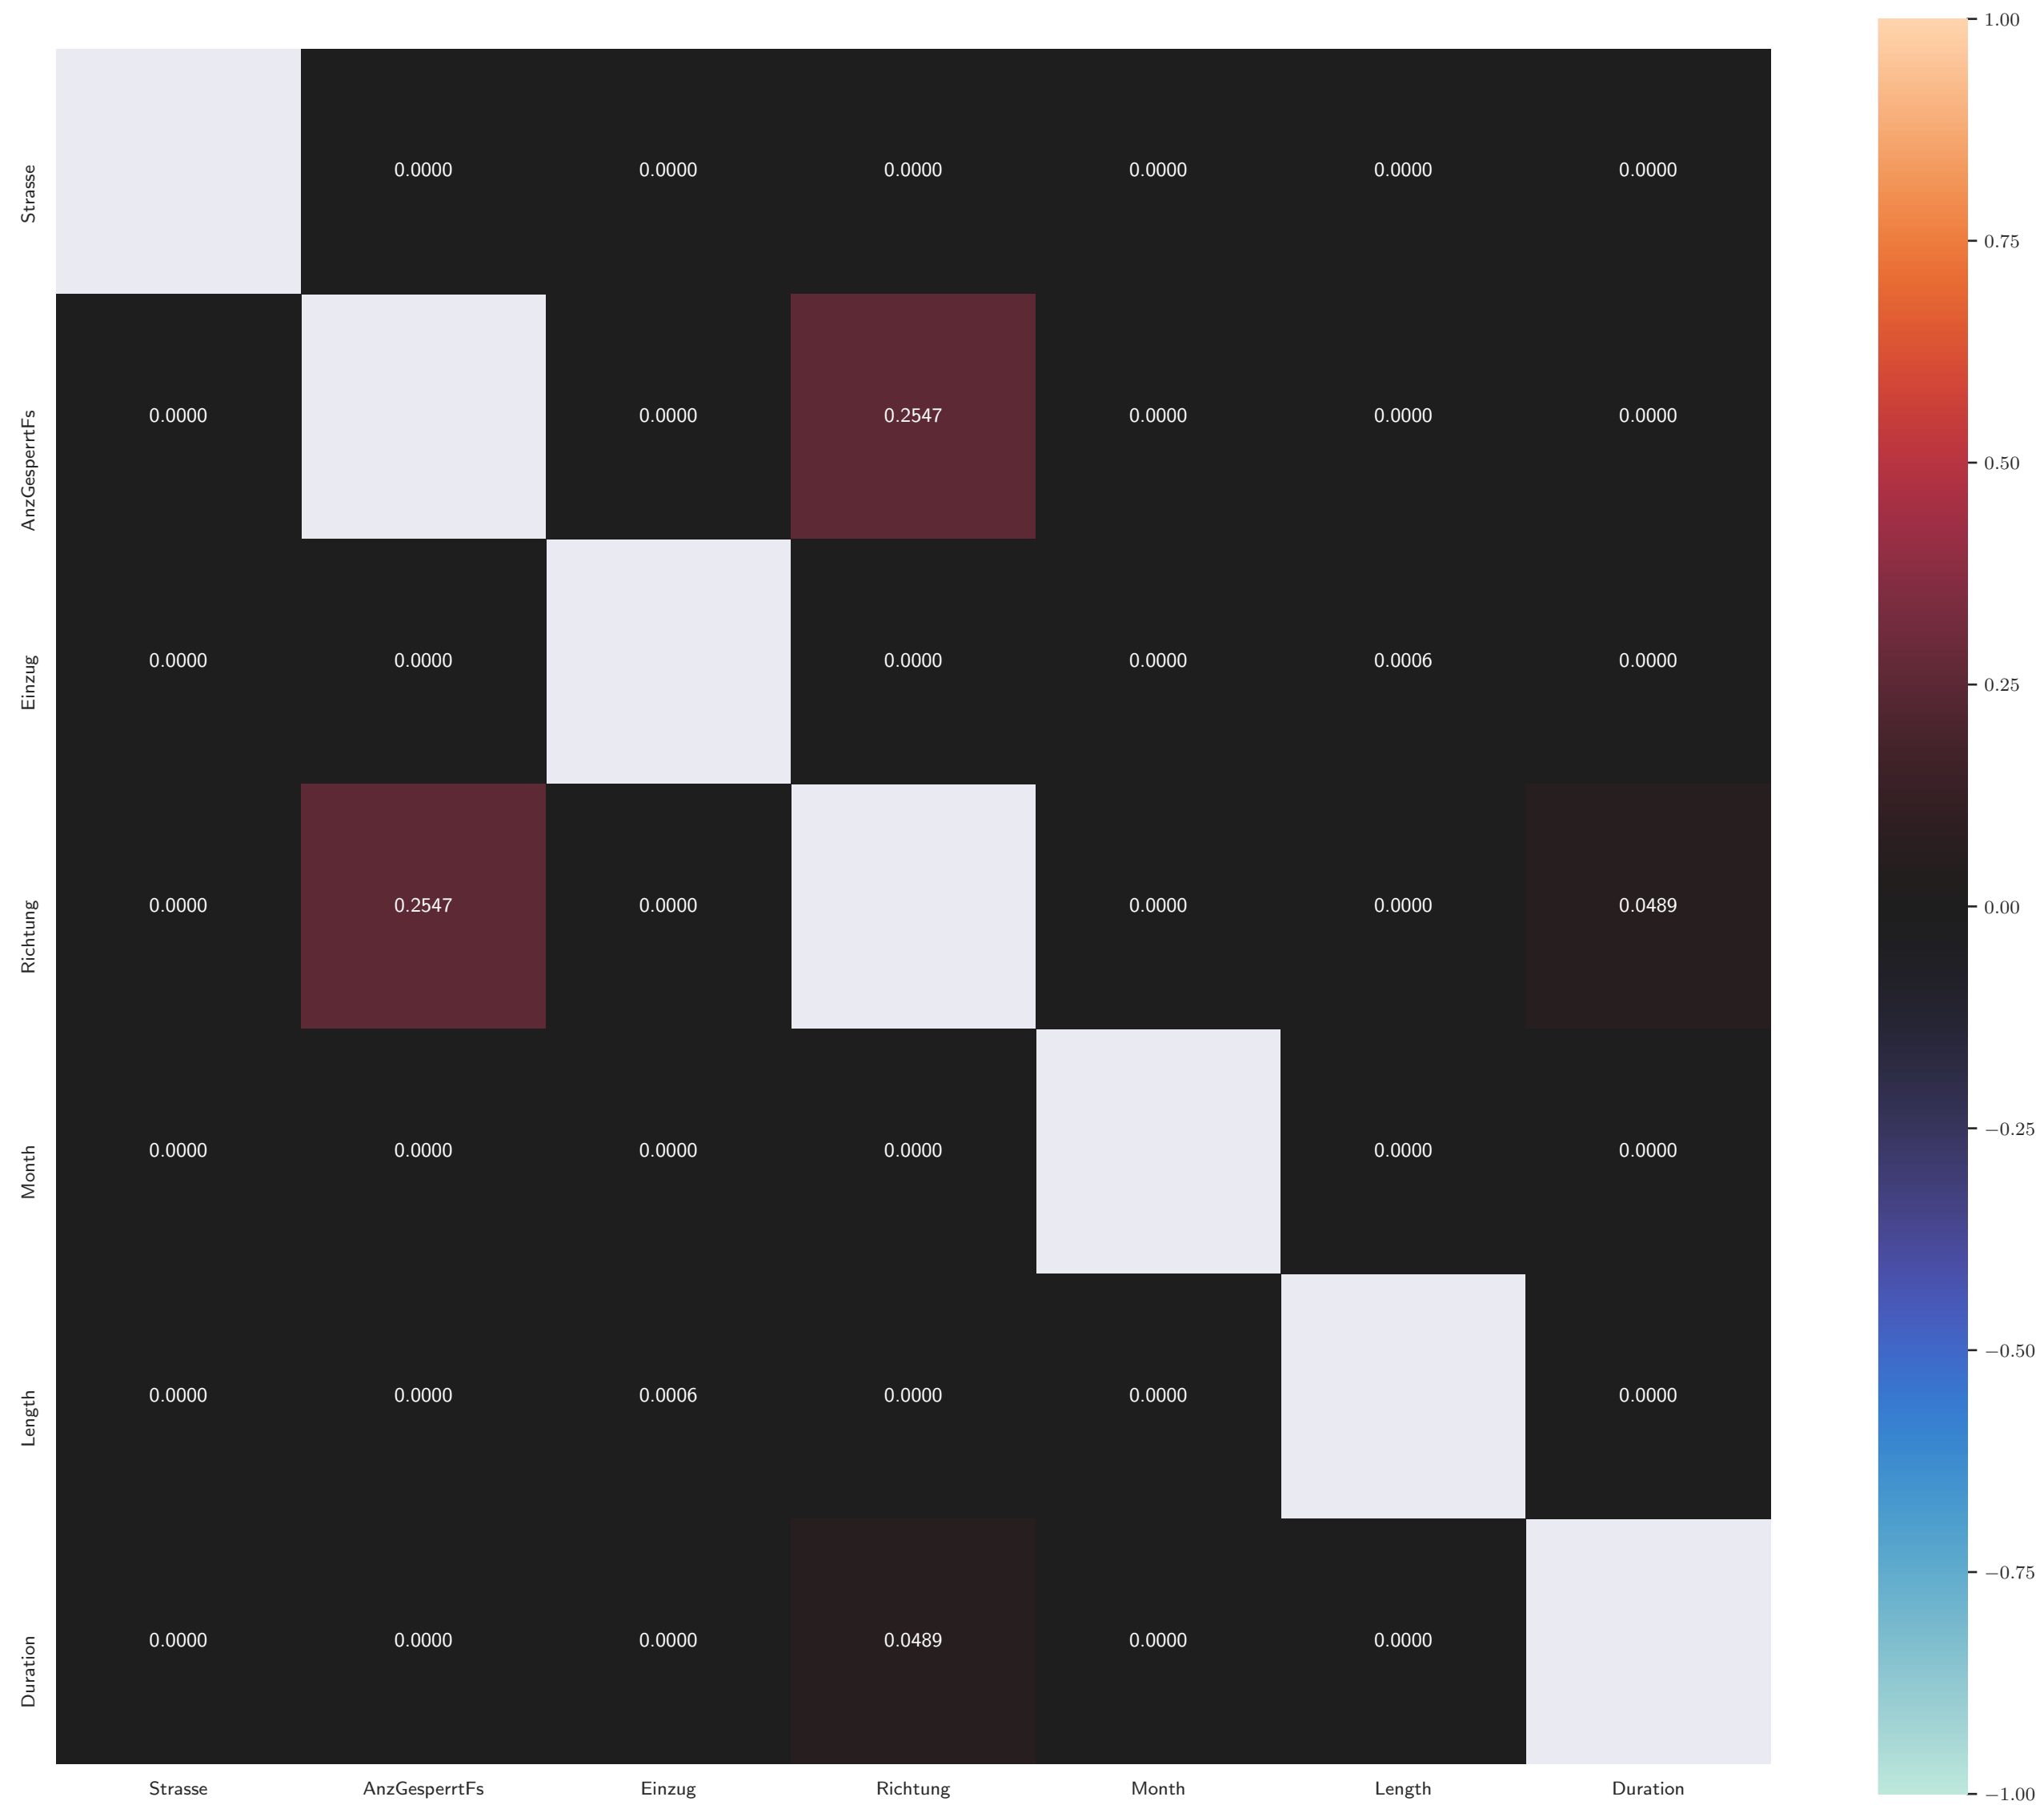 1.00
Strasse 0.0000 0.0000 0.0000 0.0000 0.0000 0.0000
0.75
AnzGesperrtFs 0.0000 0.0000 0.2547 0.0000 0.0000 0.0000
0.50
Einzug 0.0000 0.0000 0.0000 0.0000 0.0006 0.0000
0.25
Richtung 0.0000 0.2547 0.0000 0.0000 0.0000 0.0489
0.00
Month 0.0000 0.0000 0.0000 0.0000 0.0000 0.0000
−0.25
Length 0.0000 0.0000 0.0006 0.0000 0.0000 0.0000
−0.50
−0.75
Duration 0.0000 0.0000 0.0000 0.0489 0.0000 0.0000
Strasse AnzGesperrtFs Einzug Richtung Month Length Duration
−1.00